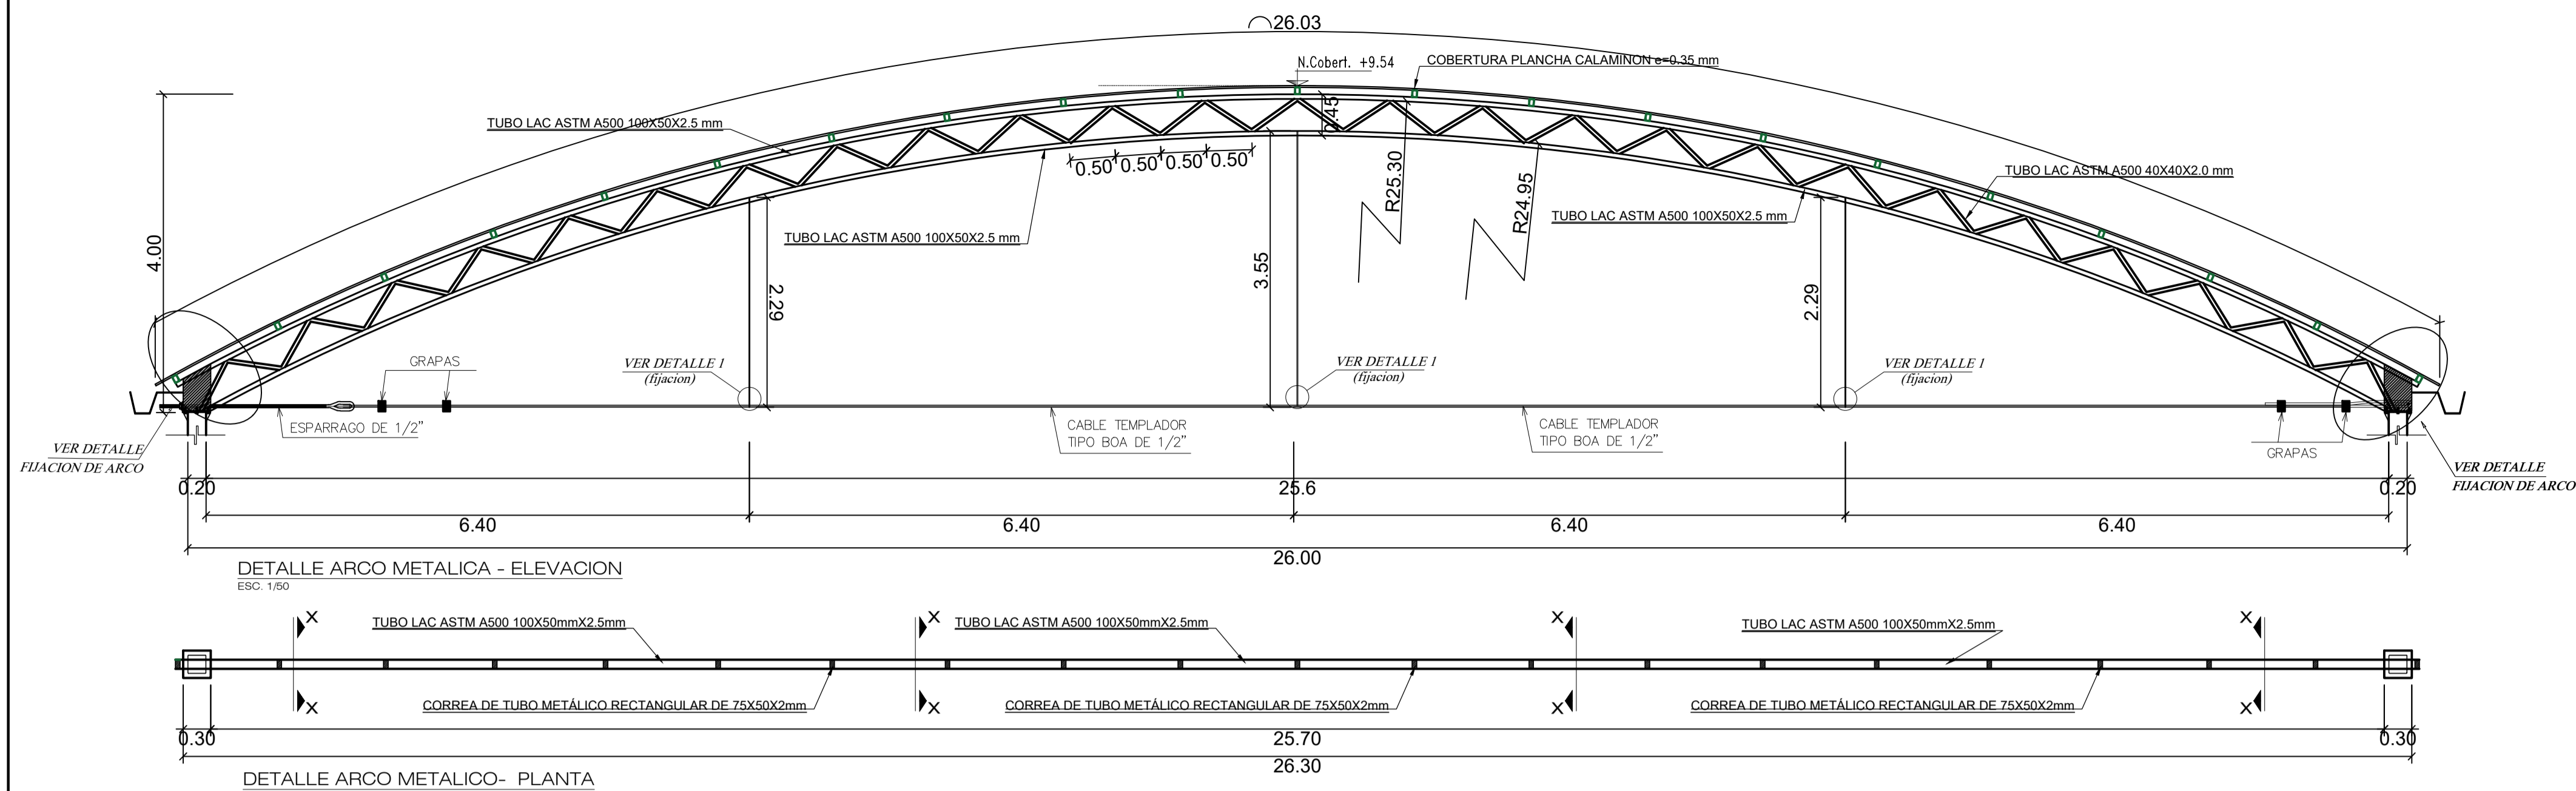 26.03
N.Cobert. +9.54
COBERTURA PLANCHA CALAMINON e=0.35 mm
TUBO LAC ASTM A500 100X50X2.5 mm
0.45
0.50 0.50 0.50 0.50
R25.30
R24.95
TUBO LAC ASTM A500 40X40X2.0 mm
TUBO LAC ASTM A500 100X50X2.5 mm
TUBO LAC ASTM A500 100X50X2.5 mm
4.00
2.29
3.55
2.29
GRAPAS
VER DETALLE 1
(fijacion)
VER DETALLE 1
(fijacion)
VER DETALLE 1
(fijacion)
ESPARRAGO DE 1/2"
CABLE TEMPLADOR
TIPO BOA DE 1/2"
CABLE TEMPLADOR
TIPO BOA DE 1/2"
GRAPAS
VER DETALLE
FIJACION DE ARCO
VER DETALLE
FIJACION DE ARCO
0.20 25.6 0.20
6.40 6.40 6.40 6.40
26.00
DETALLE ARCO METALICA - ELEVACION
ESC. 1/50
X X X X
TUBO LAC ASTM A500 100X50mmX2.5mm
TUBO LAC ASTM A500 100X50mmX2.5mm
TUBO LAC ASTM A500 100X50mmX2.5mm
CORREA DE TUBO METÁLICO RECTANGULAR DE 75X50X2mm
CORREA DE TUBO METÁLICO RECTANGULAR DE 75X50X2mm
CORREA DE TUBO METÁLICO RECTANGULAR DE 75X50X2mm
X X X X
0.30 25.70 0.30
26.30
DETALLE ARCO METALICO- PLANTA